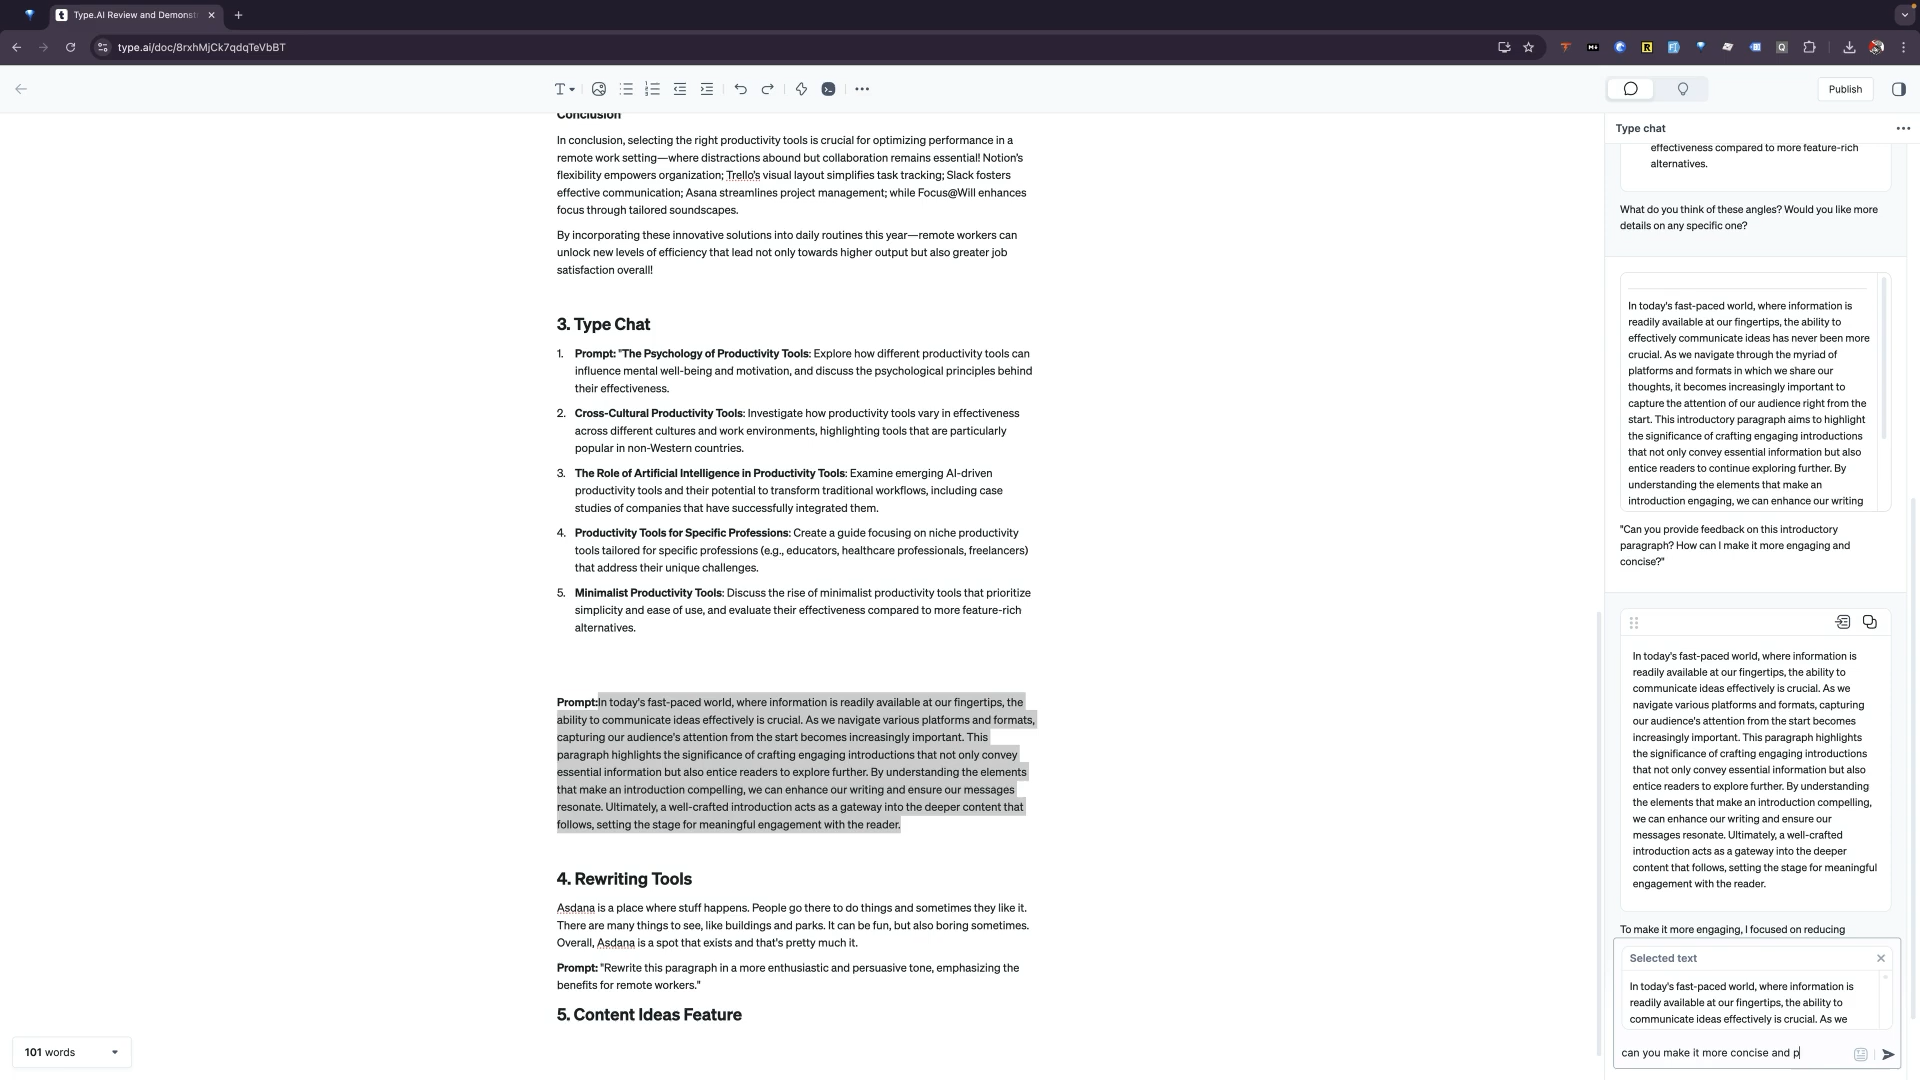 Type.AI Review and Demonst
type.ai/doc/8rxhMjCk7qdqTeVbBT
Publish
Conclusion
In conclusion, selecting the right productivity tools is crucial for optimizing performance in a
remote work setting—where distractions abound but collaboration remains essential! Notion's
flexibility empowers organization; Trello's visual layout simplifies task tracking; Slack fosters
effective communication; Asana streamlines project management; while Focus@Will enhances
focus through tailored soundscapes.
By incorporating these innovative solutions into daily routines this year—remote workers can
unlock new levels of efficiency that lead not only towards higher output but also greater job
satisfaction overall!
3. Type Chat
1. Prompt: "The Psychology of Productivity Tools: Explore how different productivity tools can
influence mental well-being and motivation, and discuss the psychological principles behind
their effectiveness.
2. Cross-Cultural Productivity Tools: Investigate how productivity tools vary in effectiveness
across different cultures and work environments, highlighting tools that are particularly
popular in non-Western countries.
3. The Role of Artificial Intelligence in Productivity Tools: Examine emerging AI-driven
productivity tools and their potential to transform traditional workflows, including case
studies of companies that have successfully integrated them.
4. Productivity Tools for Specific Professions: Create a guide focusing on niche productivity
tools tailored for specific professions (e.g., educators, healthcare professionals, freelancers)
that address their unique challenges.
5. Minimalist Productivity Tools: Discuss the rise of minimalist productivity tools that prioritize
simplicity and ease of use, and evaluate their effectiveness compared to more feature-rich
alternatives.
Prompt:In today's fast-paced world, where information is readily available at our fingertips, the
ability to communicate ideas effectively is crucial. As we navigate various platforms and formats,
capturing our audience's attention from the start becomes increasingly important. This
paragraph highlights the significance of crafting engaging introductions that not only convey
essential information but also entice readers to explore further. By understanding the elements
that make an introduction compelling, we can enhance our writing and ensure our messages
resonate. Ultimately, a well-crafted introduction acts as a gateway into the deeper content that
follows, setting the stage for meaningful engagement with the reader.
4. Rewriting Tools
Asdana is a place where stuff happens. People go there to do things and sometimes they like it.
There are many things to see, like buildings and parks. It can be fun, but also boring sometimes.
Overall, Asdana is a spot that exists and that's pretty much it.
Prompt: "Rewrite this paragraph in a more enthusiastic and persuasive tone, emphasizing the
benefits for remote workers."
5. Content Ideas Feature
101 words
Type chat
effectiveness compared to more feature-rich
alternatives.
What do you think of these angles? Would you like more
details on any specific one?
In today's fast-paced world, where information is
readily available at our fingertips, the ability to
effectively communicate ideas has never been more
crucial. As we navigate through the myriad of
platforms and formats in which we share our
thoughts, it becomes increasingly important to
capture the attention of our audience right from the
start. This introductory paragraph aims to highlight
the significance of crafting engaging introductions
that not only convey essential information but also
entice readers to continue exploring further. By
understanding the elements that make an
introduction engaging, we can enhance our writing
"Can you provide feedback on this introductory
paragraph? How can I make it more engaging and
concise?"
In today's fast-paced world, where information is
readily available at our fingertips, the ability to
communicate ideas effectively is crucial. As we
navigate various platforms and formats, capturing
our audience's attention from the start becomes
increasingly important. This paragraph highlights
the significance of crafting engaging introductions
that not only convey essential information but also
entice readers to explore further. By understanding
the elements that make an introduction compelling,
we can enhance our writing and ensure our
messages resonate. Ultimately, a well-crafted
introduction acts as a gateway into the deeper
content that follows, setting the stage for meaningful
engagement with the reader.
To make it more engaging, I focused on reducing
Selected text
In today's fast-paced world, where information is
readily available at our fingertips, the ability to
communicate ideas effectively is crucial. As we
can you make it more concise and p